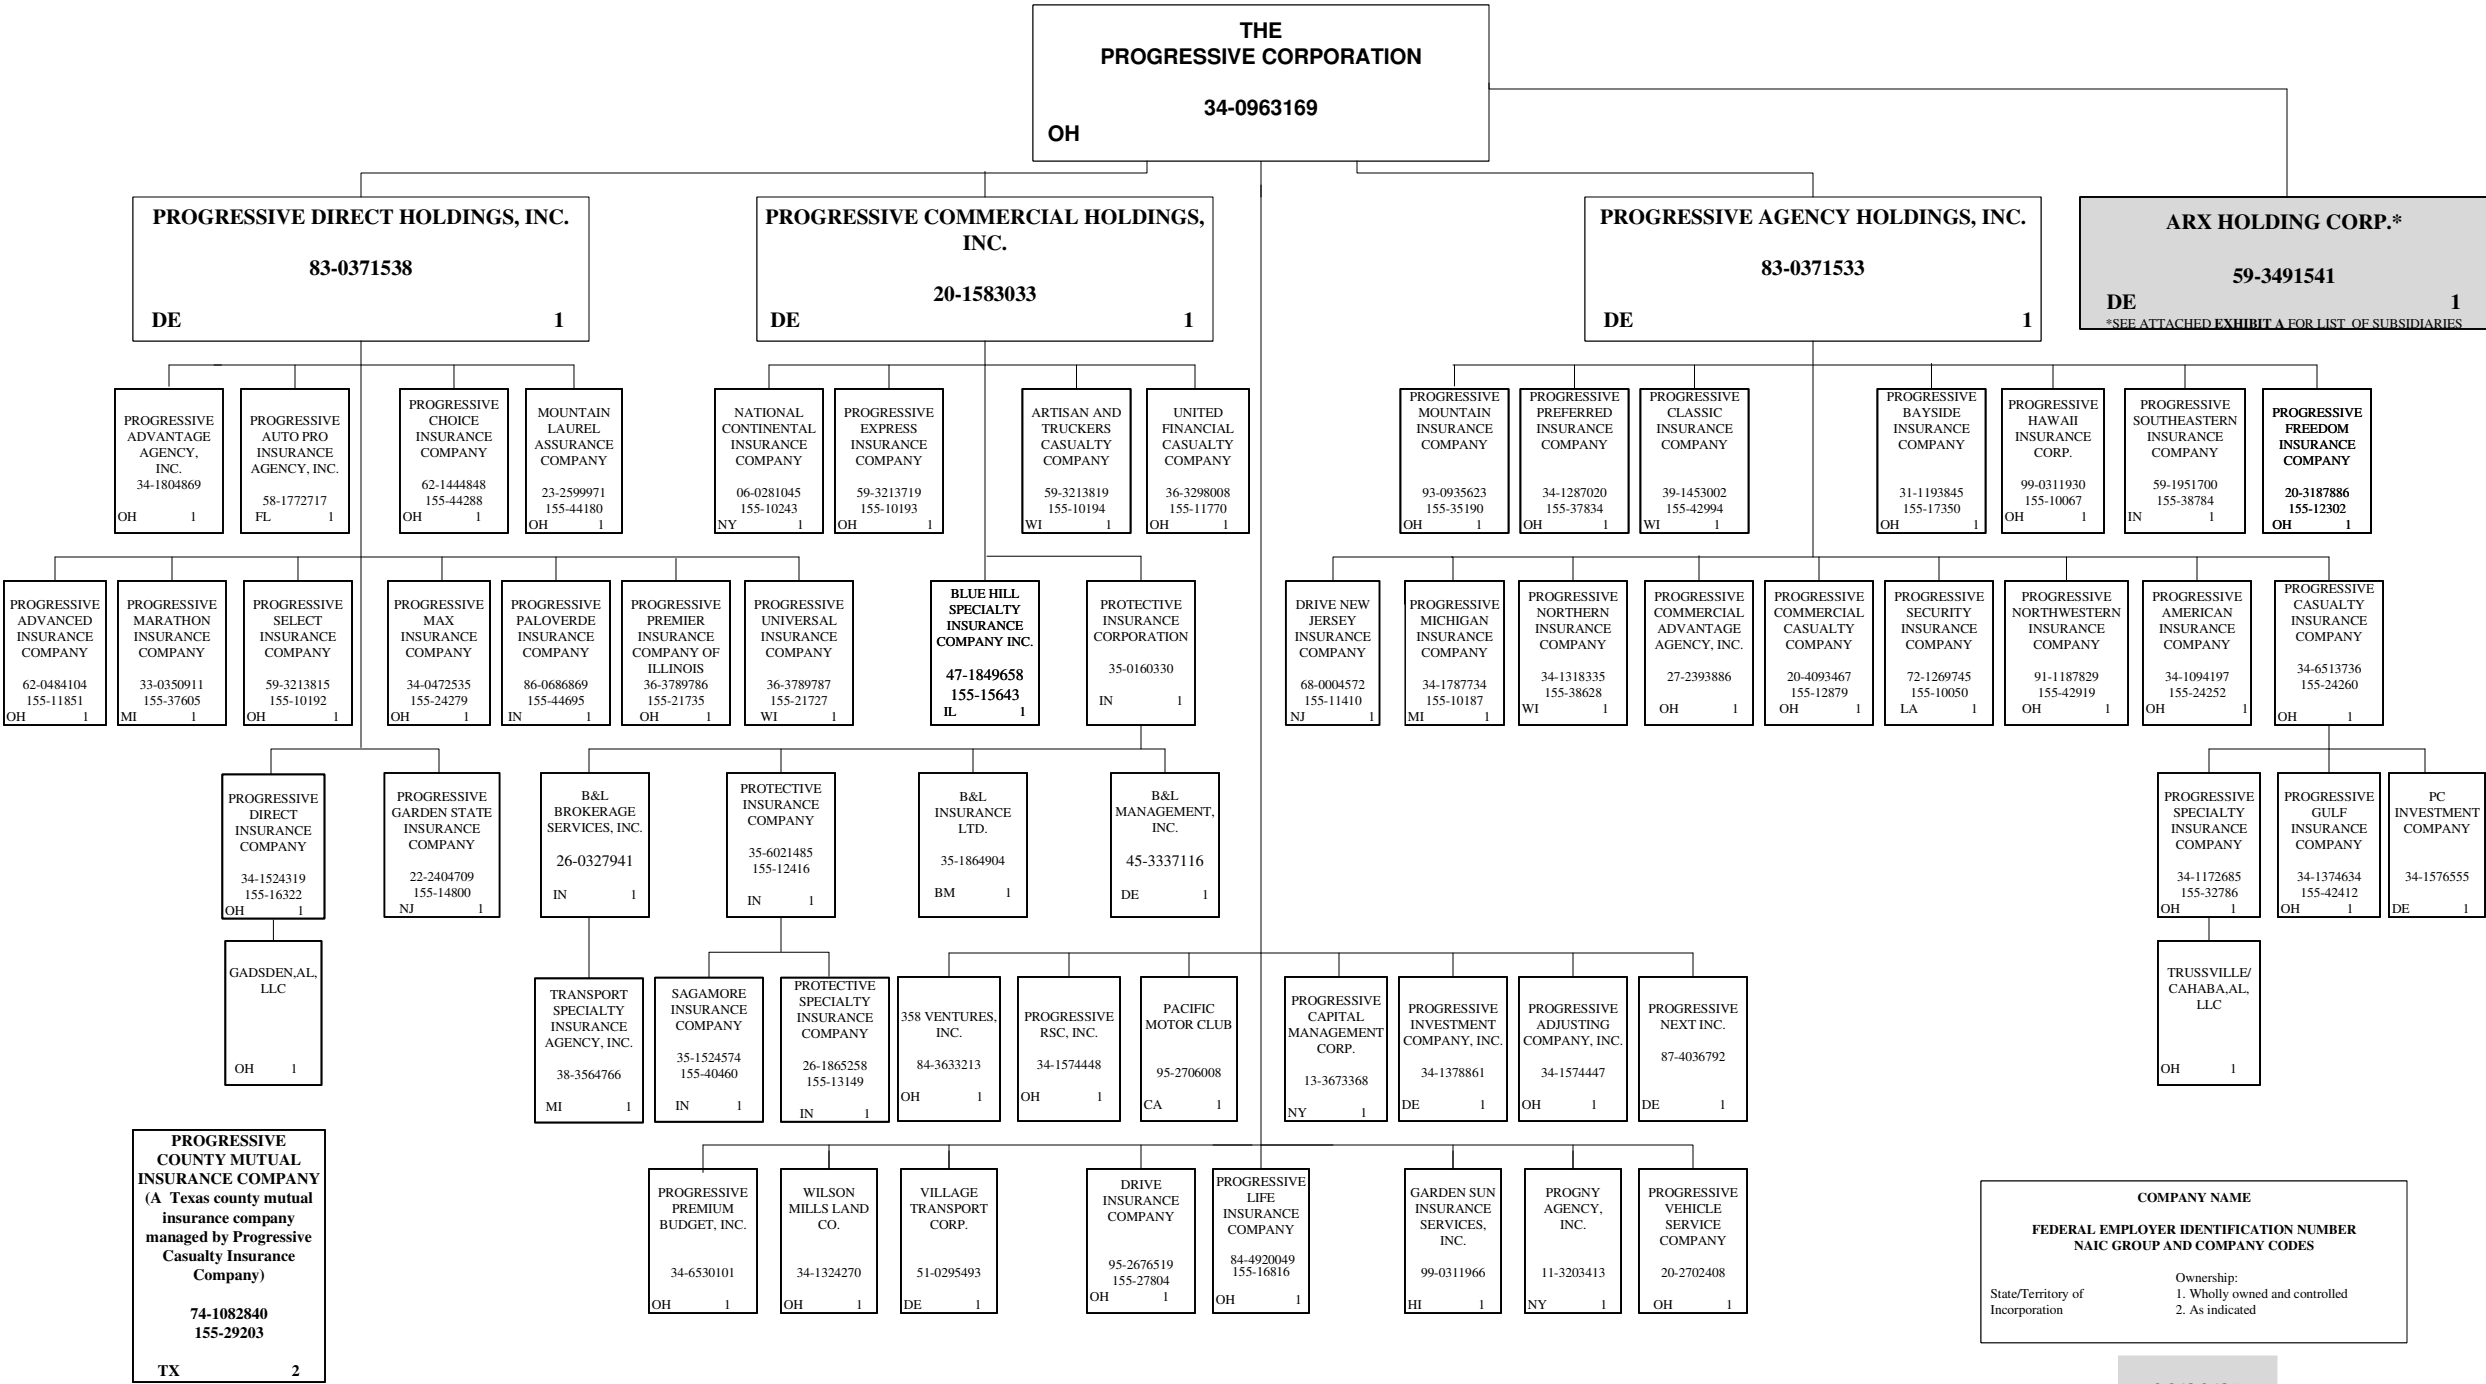 THE
PROGRESSIVE CORPORATION
34-0963169
OH
PROGRESSIVE DIRECT HOLDINGS, INC.
83-0371538
DE 1
PROGRESSIVE COMMERCIAL HOLDINGS,
INC.
20-1583033
DE 1
PROGRESSIVE AGENCY HOLDINGS, INC.
83-0371533
DE 1
ARX HOLDING CORP.*
59-3491541
DE 1
*SEE ATTACHED EXHIBIT A FOR LIST OF SUBSIDIARIES
PROGRESSIVE
ADVANTAGE
AGENCY,
INC.
34-1804869
OH 1
PROGRESSIVE
AUTO PRO
INSURANCE
AGENCY, INC.
58-1772717
FL 1
PROGRESSIVE
CHOICE
INSURANCE
COMPANY
62-1444848
155-44288
OH 1
MOUNTAIN
LAUREL
ASSURANCE
COMPANY
23-2599971
155-44180
OH 1
NATIONAL
CONTINENTAL
INSURANCE
COMPANY
06-0281045
155-10243
NY 1
PROGRESSIVE
EXPRESS
INSURANCE
COMPANY
59-3213719
155-10193
OH 1
ARTISAN AND
TRUCKERS
CASUALTY
COMPANY
59-3213819
155-10194
WI 1
UNITED
FINANCIAL
CASUALTY
COMPANY
36-3298008
155-11770
OH 1
PROGRESSIVE
MOUNTAIN
INSURANCE
COMPANY
93-0935623
155-35190
OH 1
PROGRESSIVE
PREFERRED
INSURANCE
COMPANY
34-1287020
155-37834
OH 1
PROGRESSIVE
CLASSIC
INSURANCE
COMPANY
39-1453002
155-42994
WI 1
PROGRESSIVE
BAYSIDE
INSURANCE
COMPANY
31-1193845
155-17350
OH 1
PROGRESSIVE
HAWAII
INSURANCE
CORP.
99-0311930
155-10067
OH 1
PROGRESSIVE
SOUTHEASTERN
INSURANCE
COMPANY
59-1951700
155-38784
IN 1
PROGRESSIVE
FREEDOM
INSURANCE
COMPANY
20-3187886
155-12302
OH 1
PROGRESSIVE
ADVANCED
INSURANCE
COMPANY
62-0484104
155-11851
OH 1
PROGRESSIVE
MARATHON
INSURANCE
COMPANY
33-0350911
155-37605
MI 1
PROGRESSIVE
SELECT
INSURANCE
COMPANY
59-3213815
155-10192
OH 1
PROGRESSIVE
MAX
INSURANCE
COMPANY
34-0472535
155-24279
OH 1
PROGRESSIVE
PALOVERDE
INSURANCE
COMPANY
86-0686869
155-44695
IN 1
PROGRESSIVE
PREMIER
INSURANCE
COMPANY OF
ILLINOIS
36-3789786
155-21735
OH 1
PROGRESSIVE
UNIVERSAL
INSURANCE
COMPANY
36-3789787
155-21727
WI 1
BLUE HILL
SPECIALTY
INSURANCE
COMPANY INC.
47-1849658
155-15643
IL 1
PROTECTIVE
INSURANCE
CORPORATION
35-0160330
IN 1
DRIVE NEW
JERSEY
INSURANCE
COMPANY
68-0004572
155-11410
NJ 1
PROGRESSIVE
MICHIGAN
INSURANCE
COMPANY
34-1787734
155-10187
MI 1
PROGRESSIVE
NORTHERN
INSURANCE
COMPANY
34-1318335
155-38628
WI 1
PROGRESSIVE
COMMERCIAL
ADVANTAGE
AGENCY, INC.
27-2393886
OH 1
PROGRESSIVE
COMMERCIAL
CASUALTY
COMPANY
20-4093467
155-12879
OH 1
PROGRESSIVE
SECURITY
INSURANCE
COMPANY
72-1269745
155-10050
LA 1
PROGRESSIVE
NORTHWESTERN
INSURANCE
COMPANY
91-1187829
155-42919
OH 1
PROGRESSIVE
AMERICAN
INSURANCE
COMPANY
34-1094197
155-24252
OH 1
PROGRESSIVE
CASUALTY
INSURANCE
COMPANY
34-6513736
155-24260
OH 1
PROGRESSIVE
DIRECT
INSURANCE
COMPANY
34-1524319
155-16322
OH 1
PROGRESSIVE
GARDEN STATE
INSURANCE
COMPANY
22-2404709
155-14800
NJ 1
B&L
BROKERAGE
SERVICES, INC.
26-0327941
IN 1
PROTECTIVE
INSURANCE
COMPANY
35-6021485
155-12416
IN 1
B&L
INSURANCE
LTD.
35-1864904
BM 1
B&L
MANAGEMENT,
INC.
45-3337116
DE 1
PROGRESSIVE
SPECIALTY
INSURANCE
COMPANY
34-1172685
155-32786
OH 1
PROGRESSIVE
GULF
INSURANCE
COMPANY
34-1374634
155-42412
OH 1
PC
INVESTMENT
COMPANY
34-1576555
DE 1
GADSDEN,AL,
LLC
OH 1
TRANSPORT
SPECIALTY
INSURANCE
AGENCY, INC.
38-3564766
MI 1
SAGAMORE
INSURANCE
COMPANY
35-1524574
155-40460
IN 1
PROTECTIVE
SPECIALTY
INSURANCE
COMPANY
26-1865258
155-13149
IN 1
358 VENTURES,
INC.
84-3633213
OH 1
PROGRESSIVE
RSC, INC.
34-1574448
OH 1
PACIFIC
MOTOR CLUB
95-2706008
CA 1
PROGRESSIVE
CAPITAL
MANAGEMENT
CORP.
13-3673368
NY 1
PROGRESSIVE
INVESTMENT
COMPANY, INC.
34-1378861
DE 1
PROGRESSIVE
ADJUSTING
COMPANY, INC.
34-1574447
OH 1
PROGRESSIVE
NEXT INC.
87-4036792
DE 1
TRUSSVILLE/
CAHABA,AL,
LLC
OH 1
PROGRESSIVE
COUNTY MUTUAL
INSURANCE COMPANY
(A Texas county mutual
insurance company
managed by Progressive
Casualty Insurance
Company)
74-1082840
155-29203
TX 2
PROGRESSIVE
PREMIUM
BUDGET, INC.
34-6530101
OH 1
WILSON
MILLS LAND
CO.
34-1324270
OH 1
VILLAGE
TRANSPORT
CORP.
51-0295493
DE 1
DRIVE
INSURANCE
COMPANY
95-2676519
155-27804
OH 1
PROGRESSIVE
LIFE
INSURANCE
COMPANY
84-4920049
155-16816
OH 1
GARDEN SUN
INSURANCE
SERVICES,
INC.
99-0311966
HI 1
PROGNY
AGENCY,
INC.
11-3203413
NY 1
PROGRESSIVE
VEHICLE
SERVICE
COMPANY
20-2702408
OH 1
COMPANY NAME
FEDERAL EMPLOYER IDENTIFICATION NUMBER
NAIC GROUP AND COMPANY CODES
Ownership:
State/Territory of 1. Wholly owned and controlled
Incorporation 2. As indicated